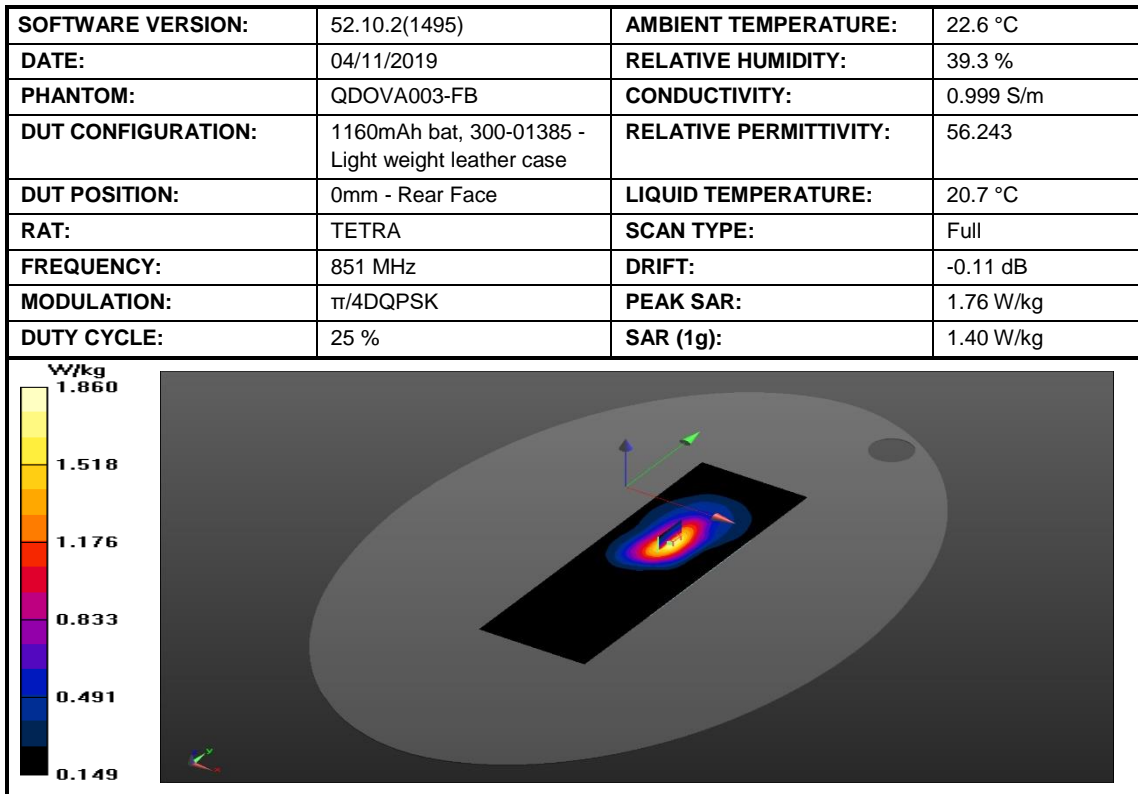 SOFTWARE VERSION: 52.10.2(1495) AMBIENT TEMPERATURE: 22.6 °C
DATE: 04/11/2019 RELATIVE HUMIDITY: 39.3 %
PHANTOM: QDOVA003-FB CONDUCTIVITY: 0.999 S/m
DUT CONFIGURATION: 1160mAh bat, 300-01385 - RELATIVE PERMITTIVITY: 56.243
Light weight leather case
DUT POSITION: 0mm - Rear Face LIQUID TEMPERATURE: 20.7 °C
RAT: TETRA SCAN TYPE: Full
FREQUENCY: 851 MHz DRIFT: -0.11 dB
MODULATION: π/4DQPSK PEAK SAR: 1.76 W/kg
DUTY CYCLE: 25 % SAR (1g): 1.40 W/kg
W/kg
1.860
1.518
1.176
0.833
0.491
0.149
y
x